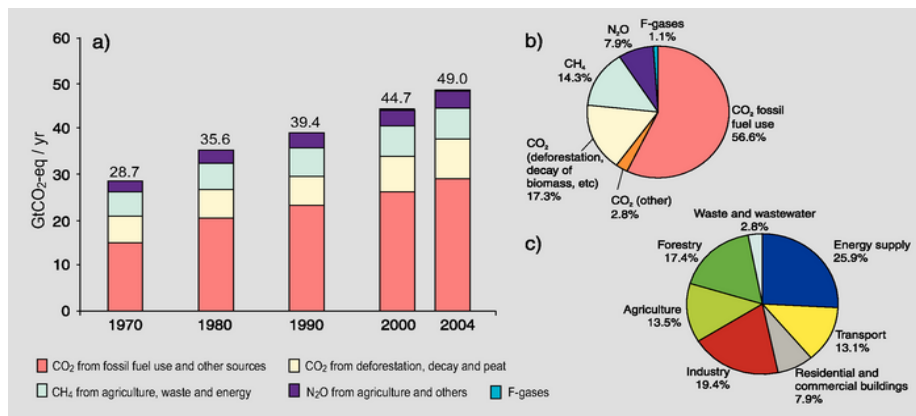 a)
GtCO₂-eq / yr
60
50
40
30
20
10
0
28.7
35.6
39.4
44.7
49.0
1970
1980
1990
2000
2004
CO₂ from fossil fuel use and other sources
CO₂ from deforestation, decay and peat
CH₄ from agriculture, waste and energy
N₂O from agriculture and others
F-gases
b)
F-gases
1.1%
N₂O
7.9%
CH₄
14.3%
CO₂ fossil
fuel use
56.6%
CO₂
(deforestation,
decay of
biomass, etc)
17.3%
CO₂ (other)
2.8%
c)
Waste and wastewater
2.8%
Forestry
17.4%
Energy supply
25.9%
Agriculture
13.5%
Transport
13.1%
Industry
19.4%
Residential and
commercial buildings
7.9%